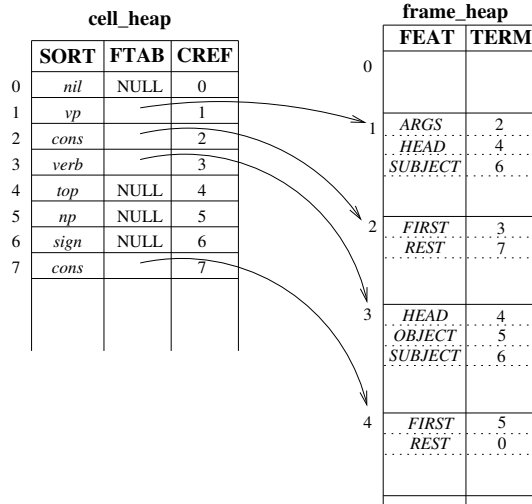 cell_heap
SORT FTAB CREF
0 nil NULL 0
1 vp 1
2 cons 2
3 verb 3
4 top NULL 4
5 np NULL 5
6 sign NULL 6
7 cons 7
frame_heap
FEAT TERM
0
1 ARGS 2
HEAD 4
SUBJECT 6
2 FIRST 3
REST 7
3 HEAD 4
OBJECT 5
SUBJECT 6
4 FIRST 5
REST 0